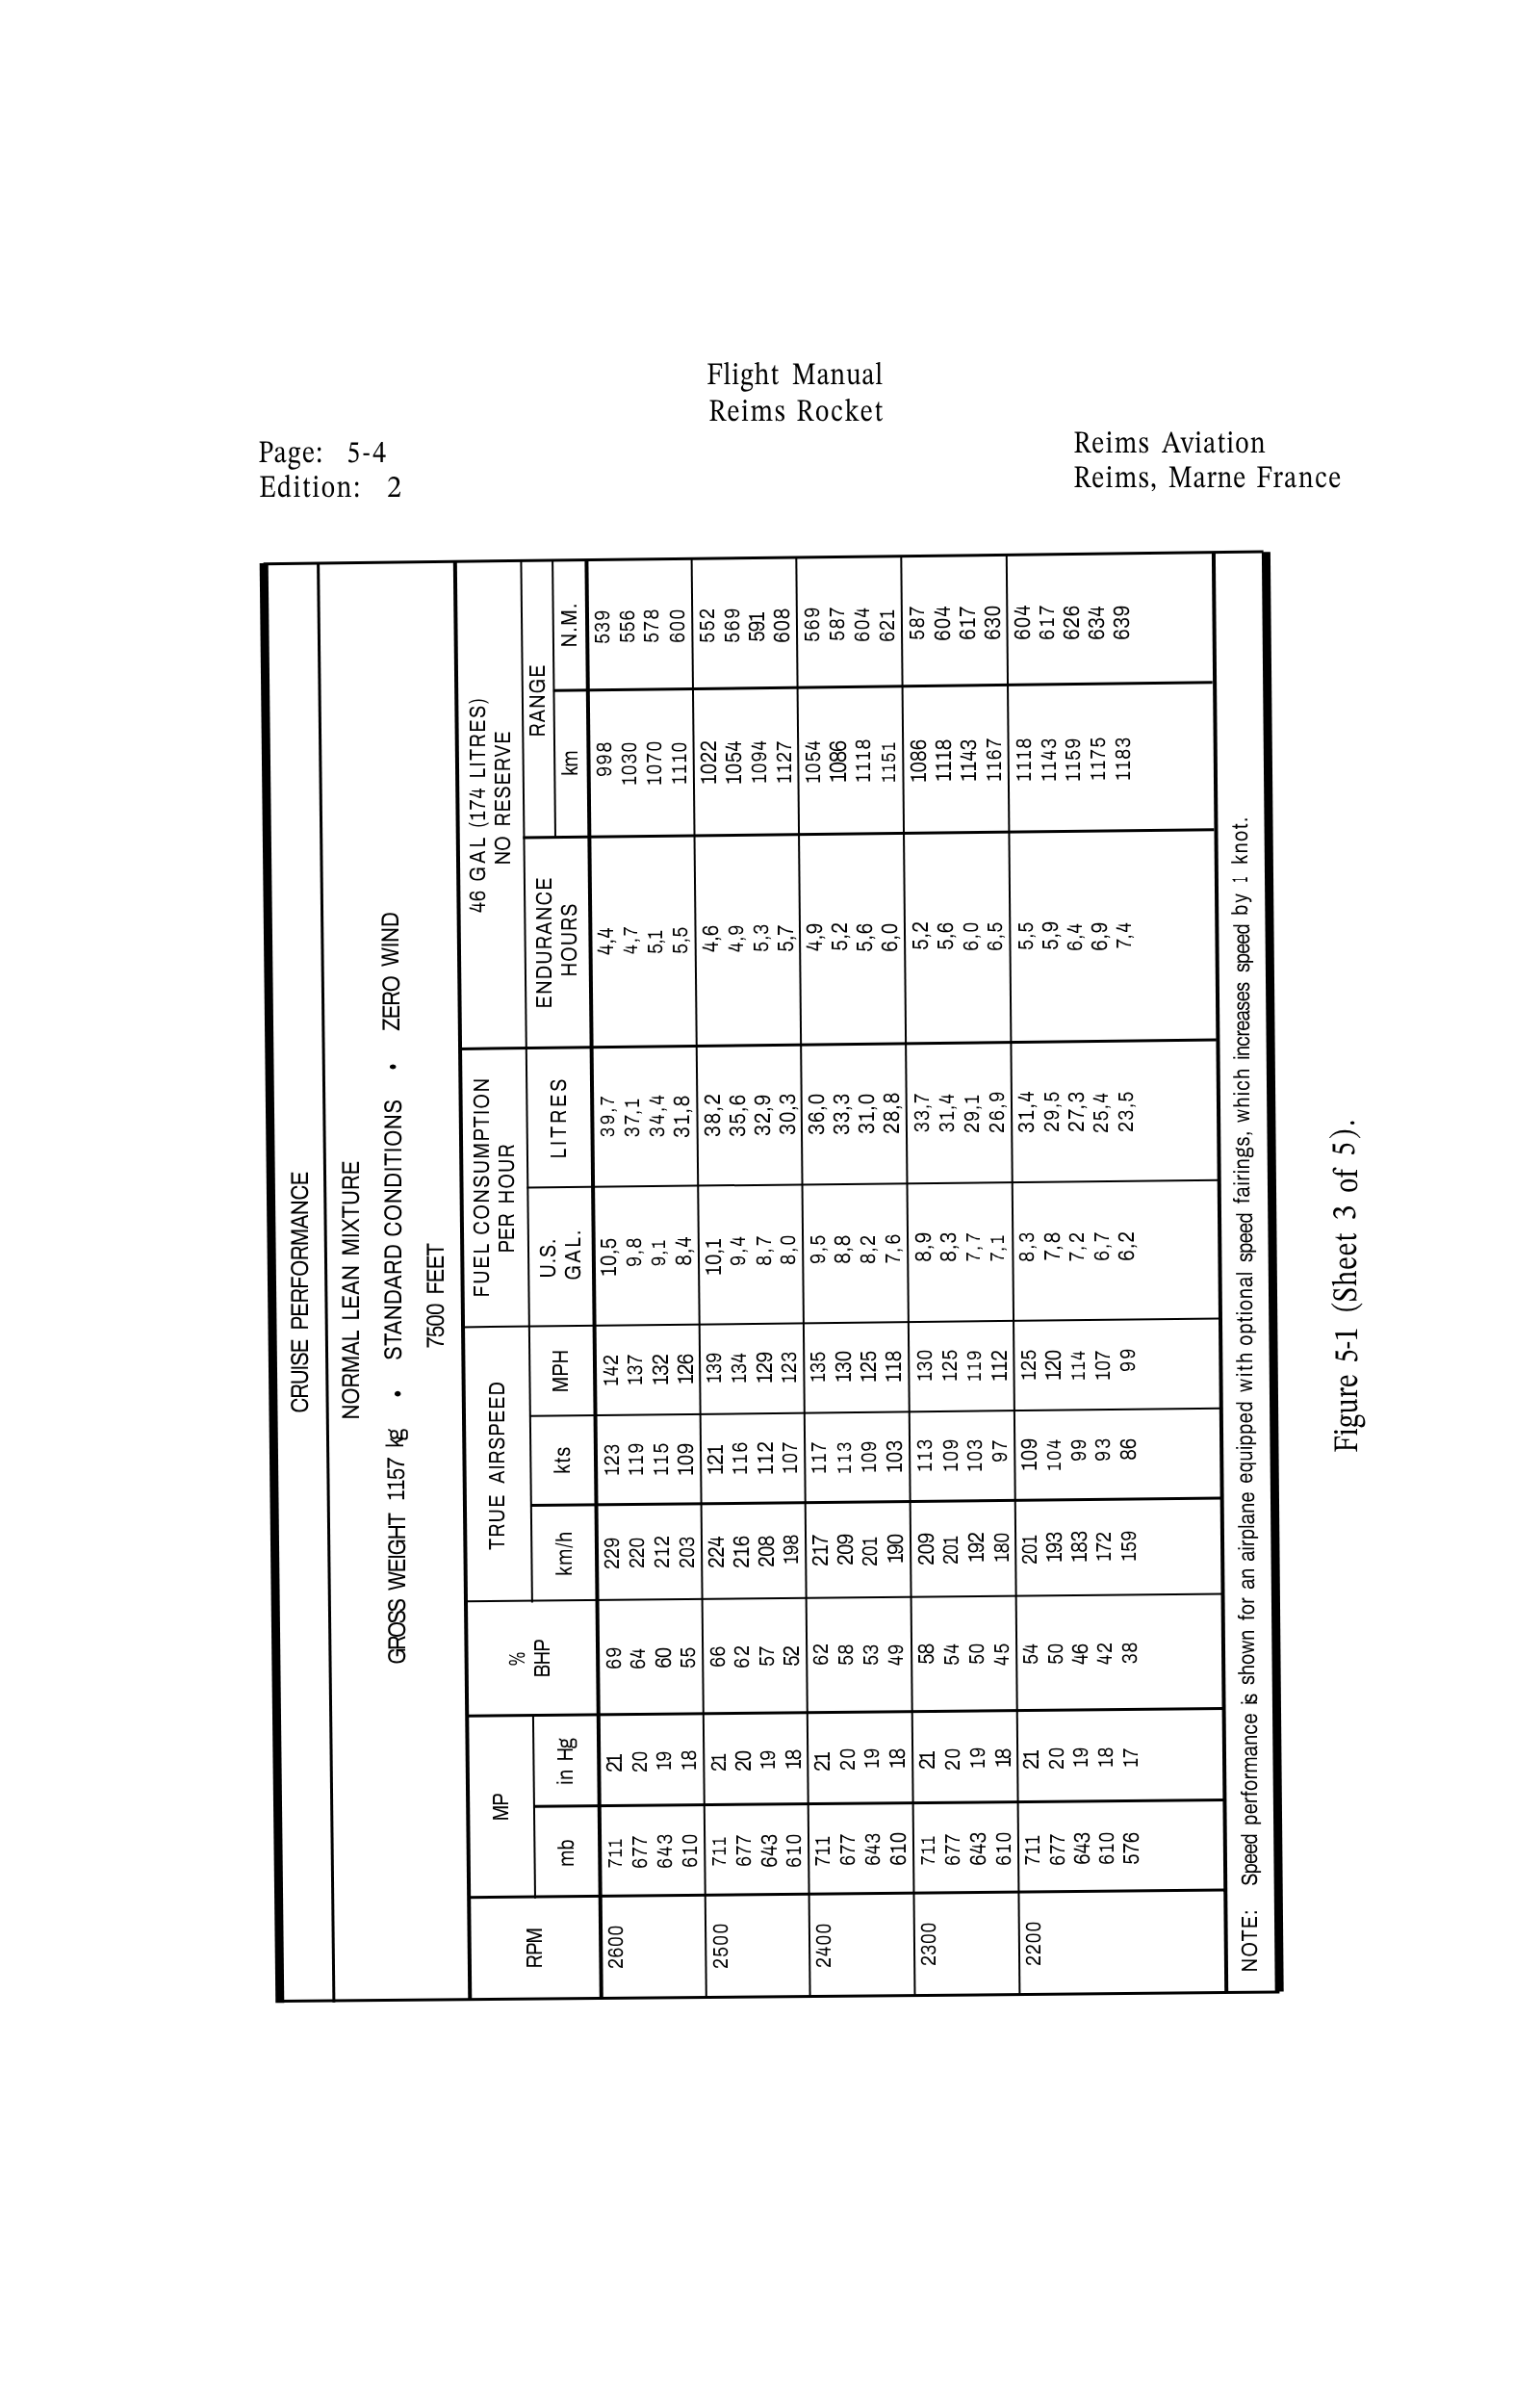 Flight Manual
Reims Rocket
Page: 5-4
Edition: 2
Reims Aviation
Reims, Marne France
CRUISE PERFORMANCE
NORMAL LEAN MIXTURE
GROSS WEIGHT 1157 kg • STANDARD CONDITIONS • ZERO WIND
7500 FEET
RPM MP % BHP TRUE AIRSPEED FUEL CONSUMPTION PER HOUR 46 GAL (174 LITRES) NO RESERVE
mb in Hg km/h kts MPH U.S. GAL. LITRES ENDURANCE HOURS RANGE
km N.M.
2600 711 21 69 229 123 142 10,5 39,7 4,4 998 539
677 20 64 220 119 137 9,8 37,1 4,7 1030 556
643 19 60 212 115 132 9,1 34,4 5,1 1070 578
610 18 55 203 109 126 8,4 31,8 5,5 1110 600
2500 711 21 66 224 121 139 10,1 38,2 4,6 1022 552
677 20 62 216 116 134 9,4 35,6 4,9 1054 569
643 19 57 208 112 129 8,7 32,9 5,3 1094 591
610 18 52 198 107 123 8,0 30,3 5,7 1127 608
2400 711 21 62 217 117 135 9,5 36,0 4,9 1054 569
677 20 58 209 113 130 8,8 33,3 5,2 1086 587
643 19 53 201 109 125 8,2 31,0 5,6 1118 604
610 18 49 190 103 118 7,6 28,8 6,0 1151 621
2300 711 21 58 209 113 130 8,9 33,7 5,2 1086 587
677 20 54 201 109 125 8,3 31,4 5,6 1118 604
643 19 50 192 103 119 7,7 29,1 6,0 1143 617
610 18 45 180 97 112 7,1 26,9 6,5 1167 630
2200 711 21 54 201 109 125 8,3 31,4 5,5 1118 604
677 20 50 193 104 120 7,8 29,5 5,9 1143 617
643 19 46 183 99 114 7,2 27,3 6,4 1159 626
610 18 42 172 93 107 6,7 25,4 6,9 1175 634
576 17 38 159 86 99 6,2 23,5 7,4 1183 639
NOTE: Speed performance is shown for an airplane equipped with optional speed fairings, which increases speed by 1 knot.
Figure 5-1 (Sheet 3 of 5).